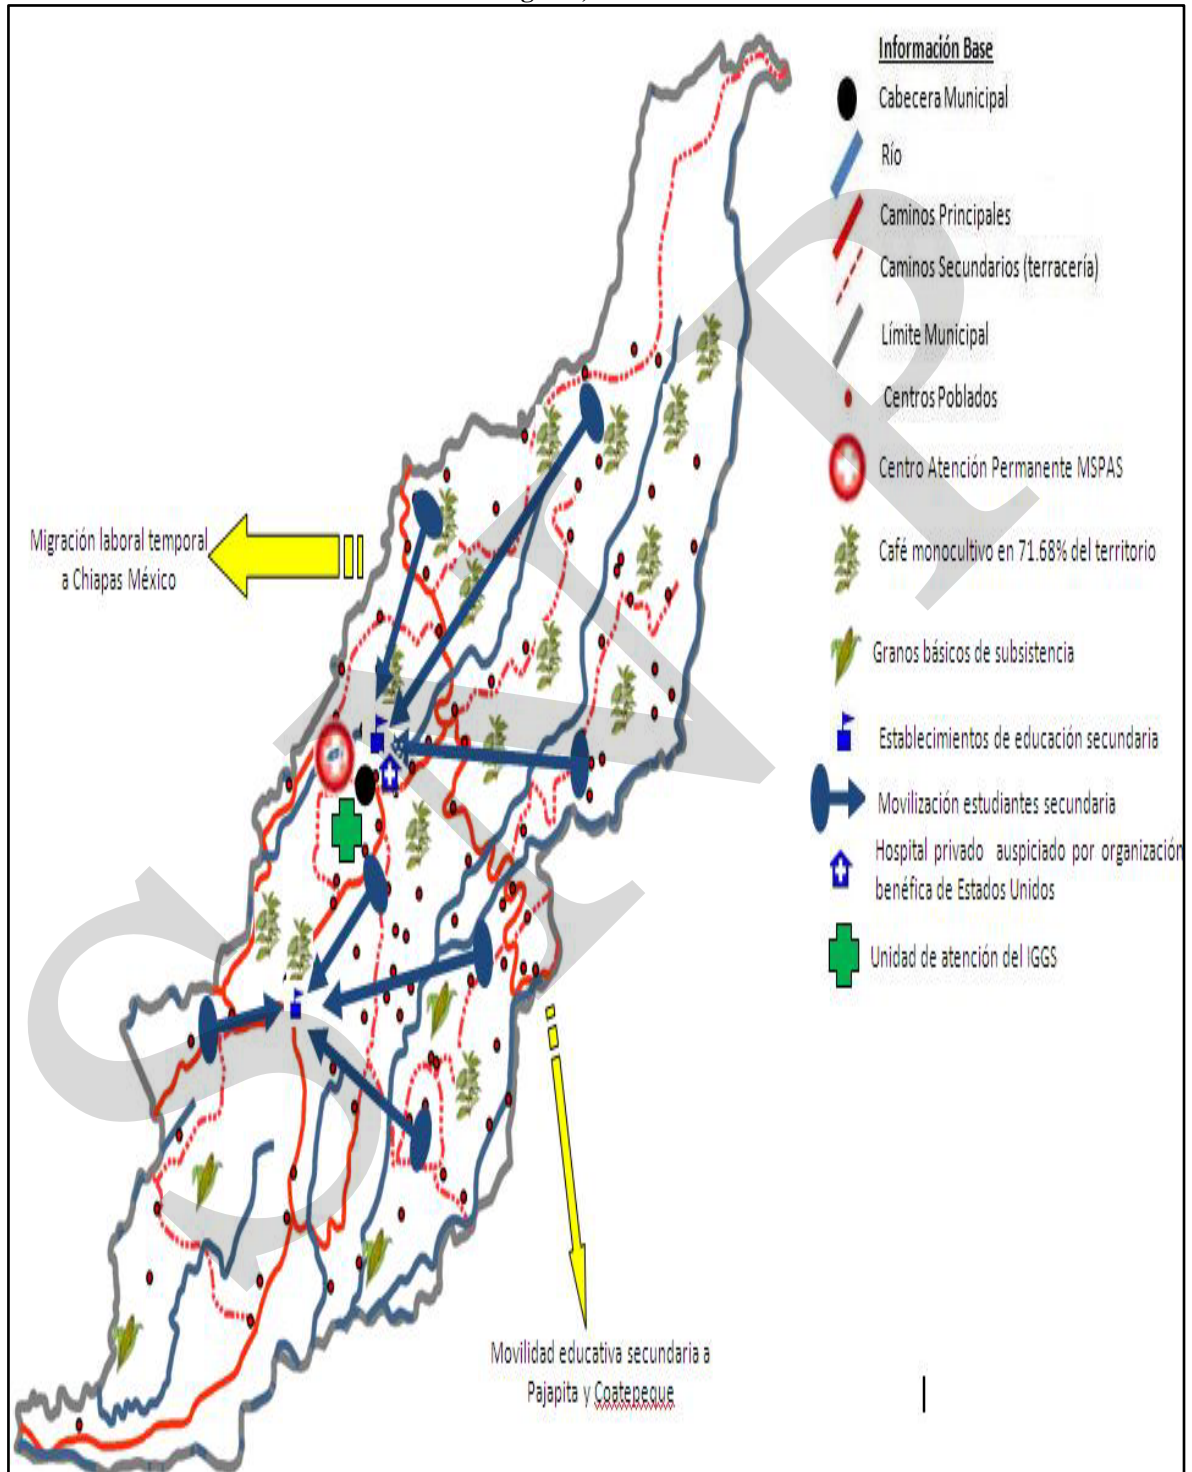 Información Base
Cabecera Municipal
Río
Caminos Principales
Caminos Secundarios (terracería)
Límite Municipal
Centros Poblados
Centro Atención Permanente MSPAS
Café monocultivo en 71.68% del territorio
Granos básicos de subsistencia
Establecimientos de educación secundaria
Movilización estudiantes secundaria
Hospital privado auspiciado por organización
benéfica de Estados Unidos
Unidad de atención del IGGS
Migración laboral temporal
a Chiapas México
Movilidad educativa secundaria a
Pajapita y Coatepeque
SNIP